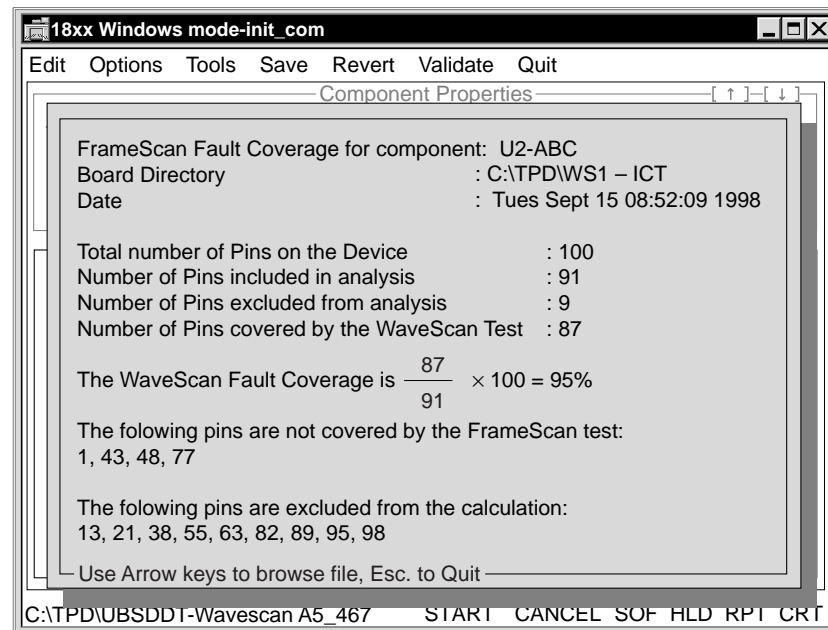 18xx Windows mode-init_com
Edit Options Tools Save Revert Validate Quit
Component Properties [ ↑ ] [ ↓ ]
FrameScan Fault Coverage for component: U2-ABC
Board Directory : C:\TPD\WS1 – ICT
Date : Tues Sept 15 08:52:09 1998
Total number of Pins on the Device : 100
Number of Pins included in analysis : 91
Number of Pins excluded from analysis : 9
Number of Pins covered by the WaveScan Test : 87
The WaveScan Fault Coverage is 87/91 × 100 = 95%
The folowing pins are not covered by the FrameScan test:
1, 43, 48, 77
The folowing pins are excluded from the calculation:
13, 21, 38, 55, 63, 82, 89, 95, 98
Use Arrow keys to browse file, Esc. to Quit
C:\TPD\UBSDDT-Wavescan A5_467 START CANCEL SOF HLD RPT CRT